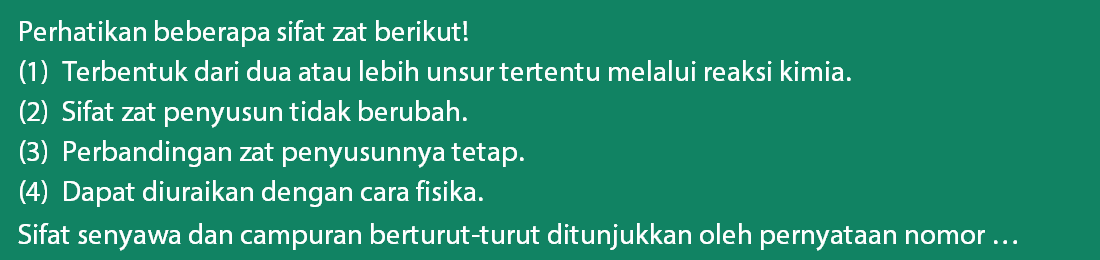 Perhatikan beberapa sifat zat berikut!
(1) Terbentuk dari dua atau lebih unsur tertentu melalui reaksi kimia.
(2) Sifat zat penyusun tidak berubah.
(3) Perbandingan zat penyusunnya tetap.
(4) Dapat diuraikan dengan cara fisika.
Sifat senyawa dan campuran berturut-turut ditunjukkan oleh pernyataan nomor ...